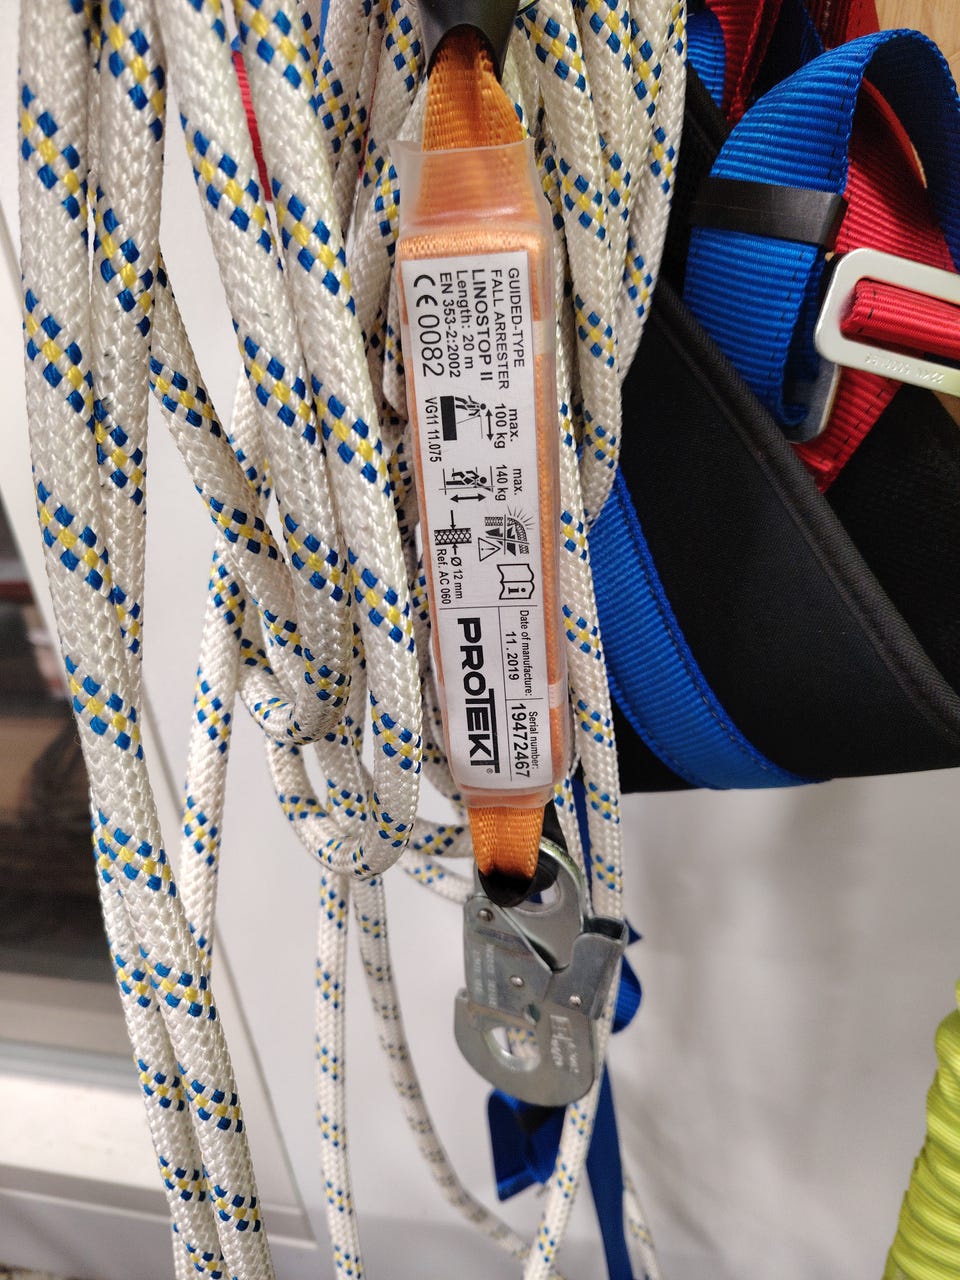 GUIDED-TYPE
FALL ARRESTER
LINOSTOP II
Length: 20 m
EN 353-2:2002
CE 0082
max.
100 kg
VG11 11.075
max.
140 kg
i
Ø 12 mm
Ref. AC 060
Date of manufacture:
11.2019
Serial number:
19472467
PROTEKT®